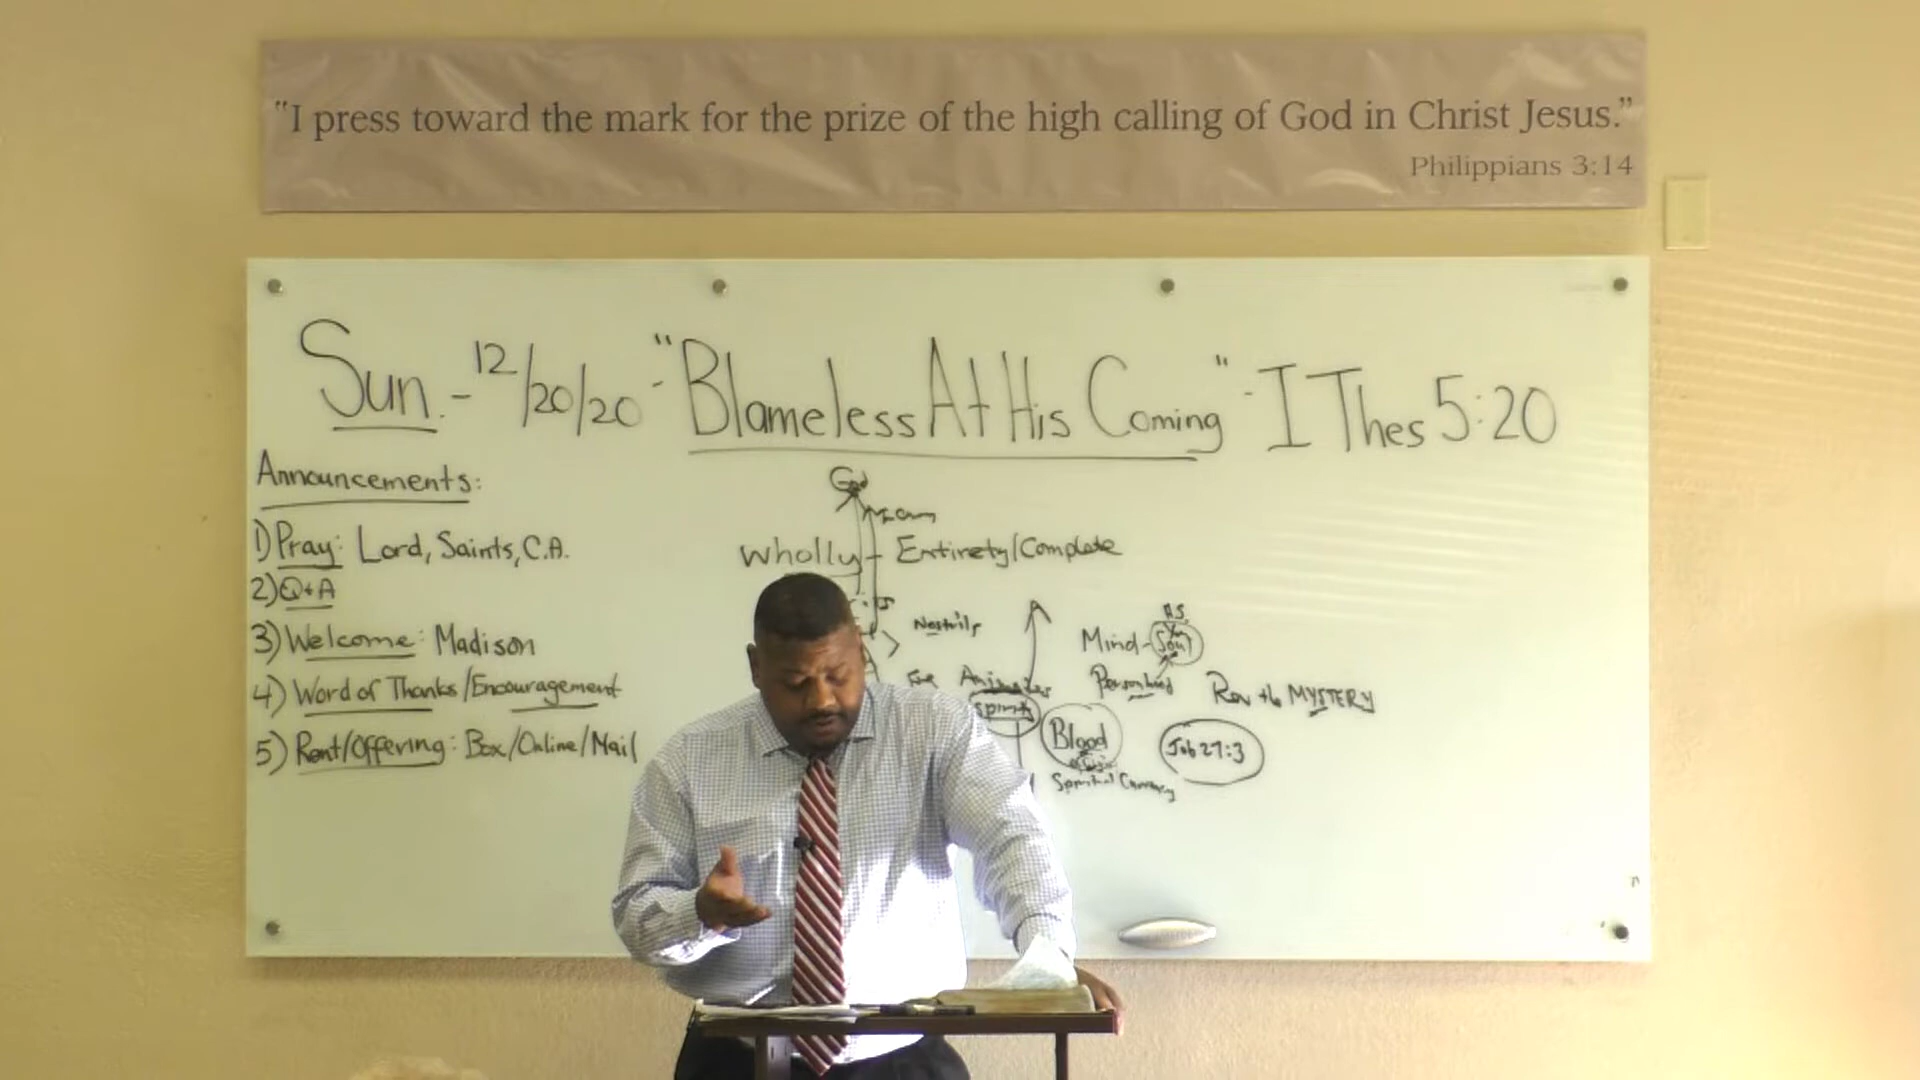 “I press toward the mark for the prize of the high calling of God in Christ Jesus.”
Philippians 3:14
Sun. - 12/20/20 - "Blameless At His Coming" - I Thes 5:20
Announcements:
1) Pray: Lord, Saints, C.A.
2) Q+A
3) Welcome: Madison
4) Word of Thanks/Encouragement
5) Rent/Offering: Box/Online/Mail
God
Wholly - Entirety/Complete
Nostrils
Mind - Soul
Personhood
MYSTERY
Spirit
Blood
Job 27:3
Spiritual Currency